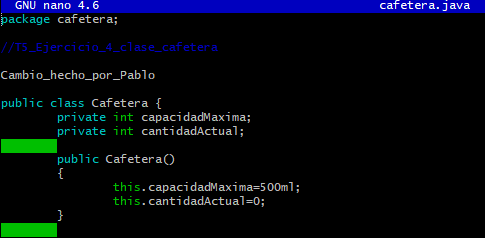 GNU nano 4.6 cafetera.java
package cafetera;
//T5_Ejercicio_4_clase_cafetera
Cambio_hecho_por_Pablo
public class Cafetera {
private int capacidadMaxima;
private int cantidadActual;
public Cafetera()
{
this.capacidadMaxima=500ml;
this.cantidadActual=0;
}